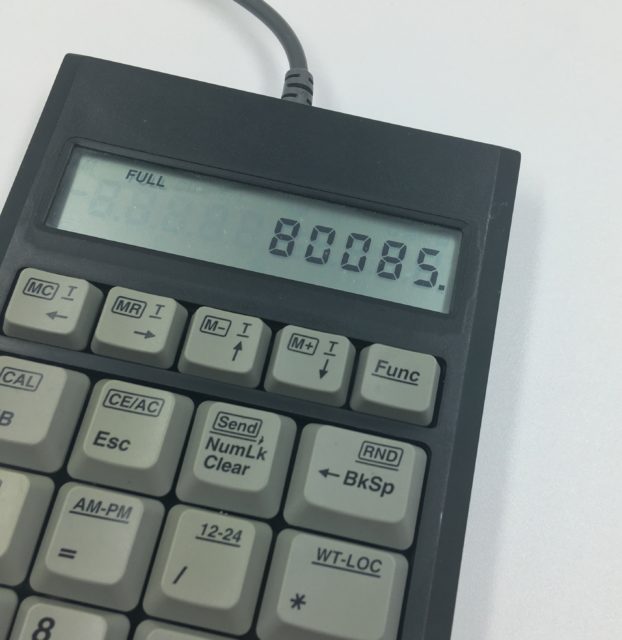 FULL
80085.
MC I ←
MR I →
M- I ↑
M+ I ↓
Func
CAL
B
CE/AC
Esc
Send
NumLk
Clear
RND
←BkSp
AM-PM
=
12-24
/
WT-LOC
*
8